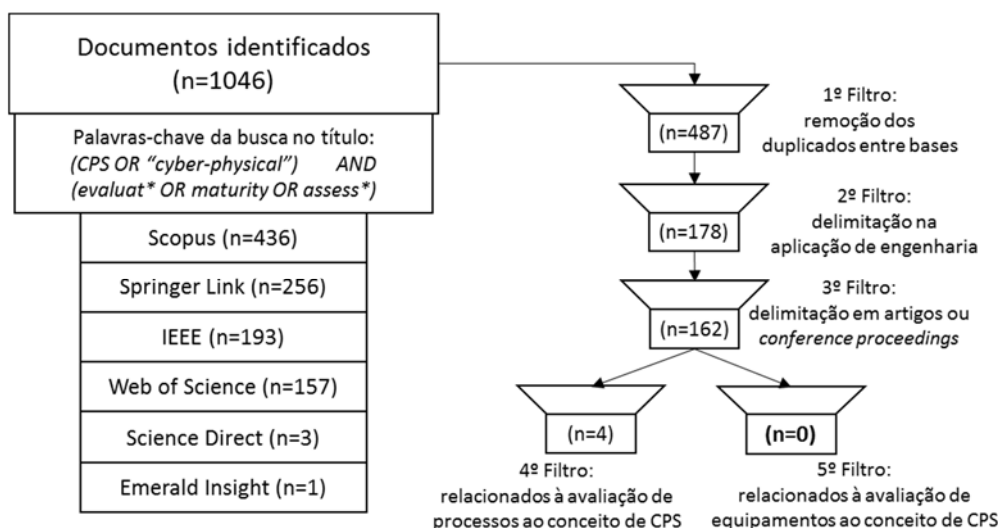 Documentos identificados
(n=1046)
Palavras-chave da busca no título:
(CPS OR “cyber-physical”) AND
(evaluat* OR maturity OR assess*)
Scopus (n=436)
Springer Link (n=256)
IEEE (n=193)
Web of Science (n=157)
Science Direct (n=3)
Emerald Insight (n=1)
(n=487)
1º Filtro:
remoção dos
duplicados entre bases
(n=178)
2º Filtro:
delimitação na
aplicação de engenharia
(n=162)
3º Filtro:
delimitação em artigos ou
conference proceedings
(n=4)
4º Filtro:
relacionados à avaliação de
processos ao conceito de CPS
(n=0)
5º Filtro:
relacionados à avaliação de
equipamentos ao conceito de CPS